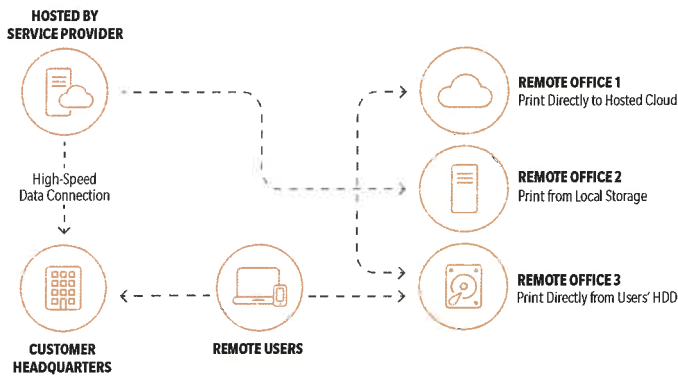 HOSTED BY
SERVICE PROVIDER
REMOTE OFFICE 1
Print Directly to Hosted Cloud
High-Speed
Data Connection
REMOTE OFFICE 2
Print from Local Storage
REMOTE OFFICE 3
Print Directly from Users' HDD
CUSTOMER
HEADQUARTERS
REMOTE USERS